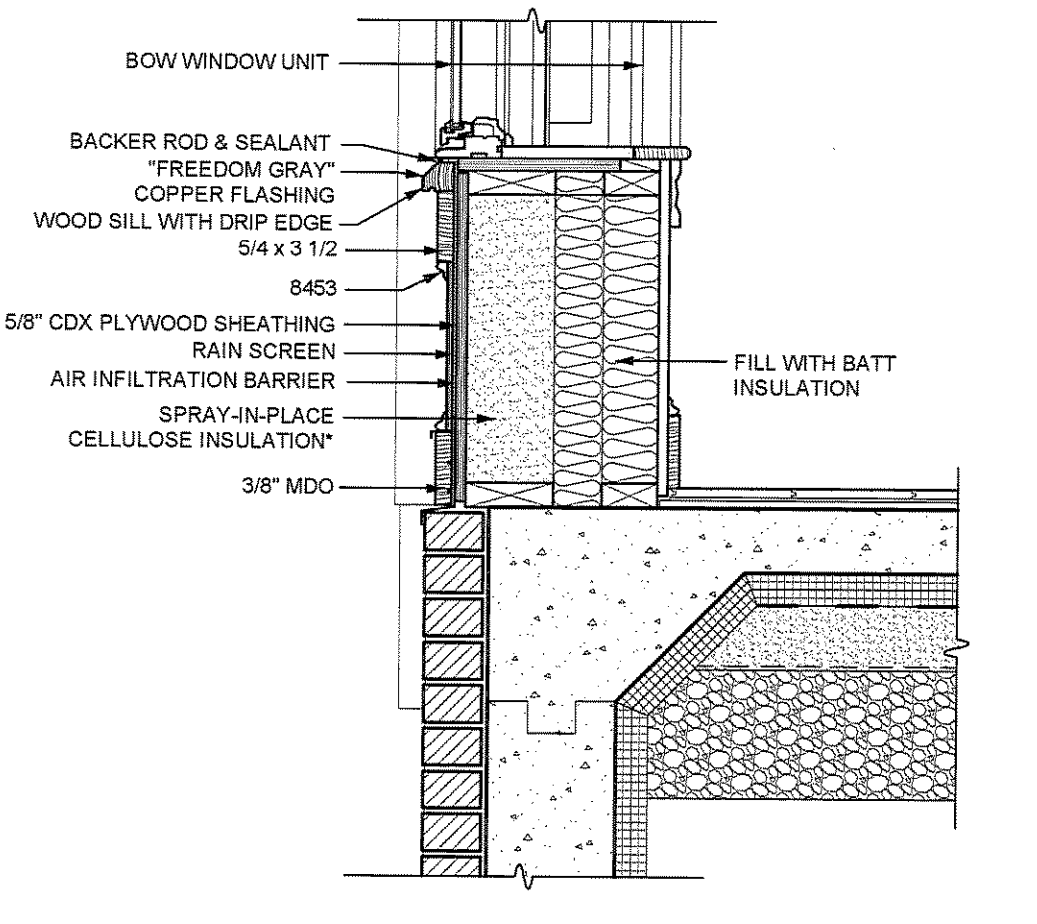 BOW WINDOW UNIT
BACKER ROD & SEALANT
"FREEDOM GRAY"
COPPER FLASHING
WOOD SILL WITH DRIP EDGE
5/4 x 3 1/2
8453
5/8" CDX PLYWOOD SHEATHING
RAIN SCREEN
AIR INFILTRATION BARRIER
SPRAY-IN-PLACE
CELLULOSE INSULATION*
3/8" MDO
FILL WITH BATT
INSULATION